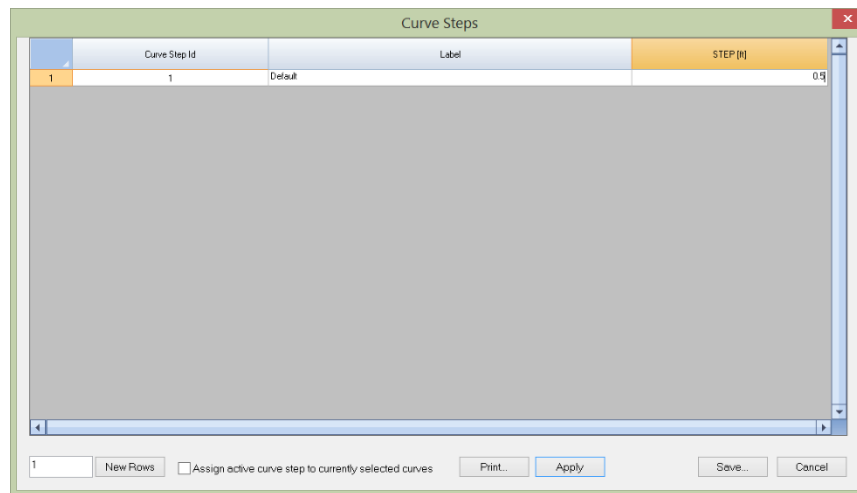 Curve Steps
x
Curve Step Id Label STEP [ft]
1 1 Default 0.5
1 New Rows Assign active curve step to currently selected curves Print... Apply Save... Cancel